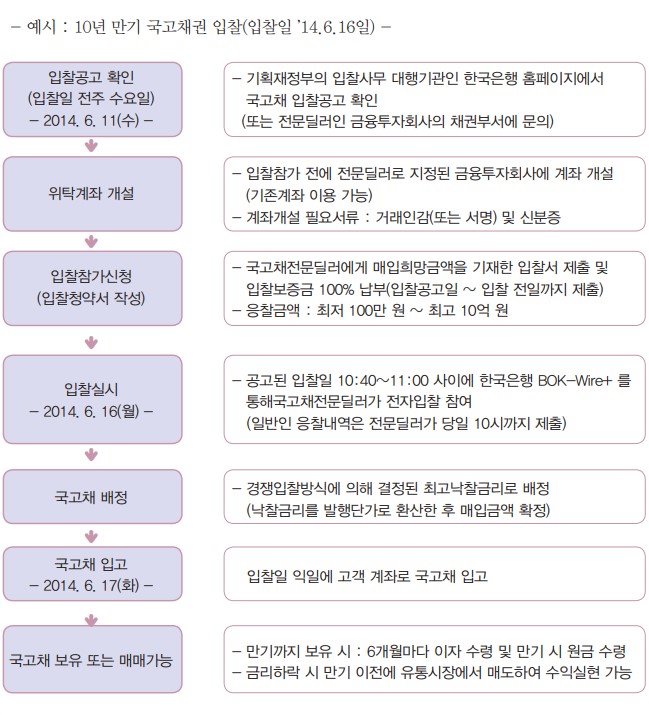 – 예시 : 10년 만기 국고채권 입찰(입찰일 ’14.6.16일) –
입찰공고 확인
(입찰일 전주 수요일)
– 2014. 6. 11(수) –
– 기획재정부의 입찰사무 대행기관인 한국은행 홈페이지에서
국고채 입찰공고 확인
(또는 전문딜러인 금융투자회사의 채권부서에 문의)
위탁계좌 개설
– 입찰참가 전에 전문딜러로 지정된 금융투자회사에 계좌 개설
(기존계좌 이용 가능)
– 계좌개설 필요서류 : 거래인감(또는 서명) 및 신분증
입찰참가신청
(입찰청약서 작성)
– 국고채전문딜러에게 매입희망금액을 기재한 입찰서 제출 및
입찰보증금 100% 납부(입찰공고일 ~ 입찰 전일까지 제출)
– 응찰금액 : 최저 100만 원 ~ 최고 10억 원
입찰실시
– 2014. 6. 16(월) –
– 공고된 입찰일 10:40~11:00 사이에 한국은행 BOK-Wire+ 를
통해국고채전문딜러가 전자입찰 참여
(일반인 응찰내역은 전문딜러가 당일 10시까지 제출)
국고채 배정
– 경쟁입찰방식에 의해 결정된 최고낙찰금리로 배정
(낙찰금리를 발행단가로 환산한 후 매입금액 확정)
국고채 입고
– 2014. 6. 17(화) –
입찰일 익일에 고객 계좌로 국고채 입고
국고채 보유 또는 매매가능
– 만기까지 보유 시 : 6개월마다 이자 수령 및 만기 시 원금 수령
– 금리하락 시 만기 이전에 유통시장에서 매도하여 수익실현 가능